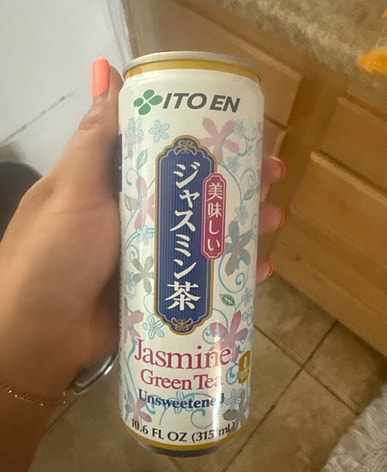 ITO EN
美味しい
ジャスミン茶
Jasmine
Green Tea
Unsweetened
10.6 FL OZ (315 mL)